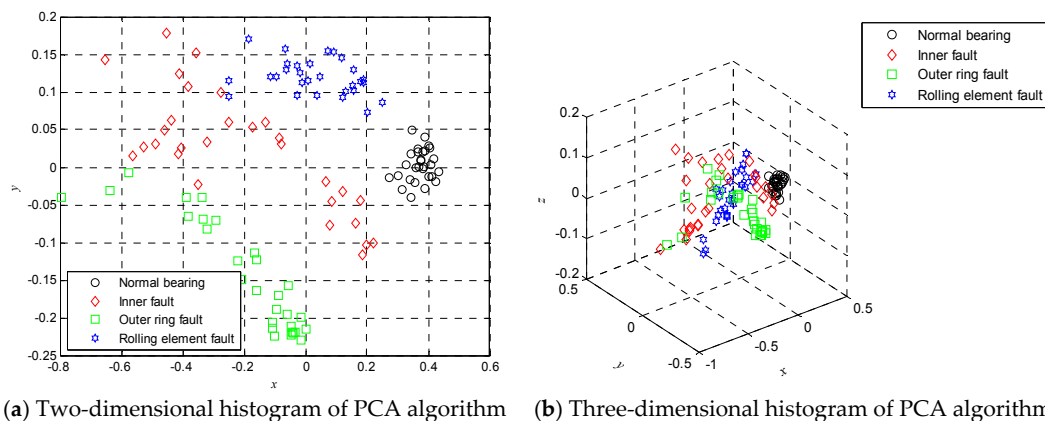 0.2
0.15
0.1
0.05
0
-0.05
-0.1
-0.15
-0.2
-0.25
y
-0.8
-0.6
-0.4
-0.2
0
0.2
0.4
0.6
x
Normal bearing
Inner fault
Outer ring fault
Rolling element fault
Normal bearing
Inner fault
Outer ring fault
Rolling element fault
0.2
0.1
0
-0.1
-0.2
z
0.5
0
-0.5
y
-1
-0.5
0
0.5
x
(a) Two-dimensional histogram of PCA algorithm
(b) Three-dimensional histogram of PCA algorithm